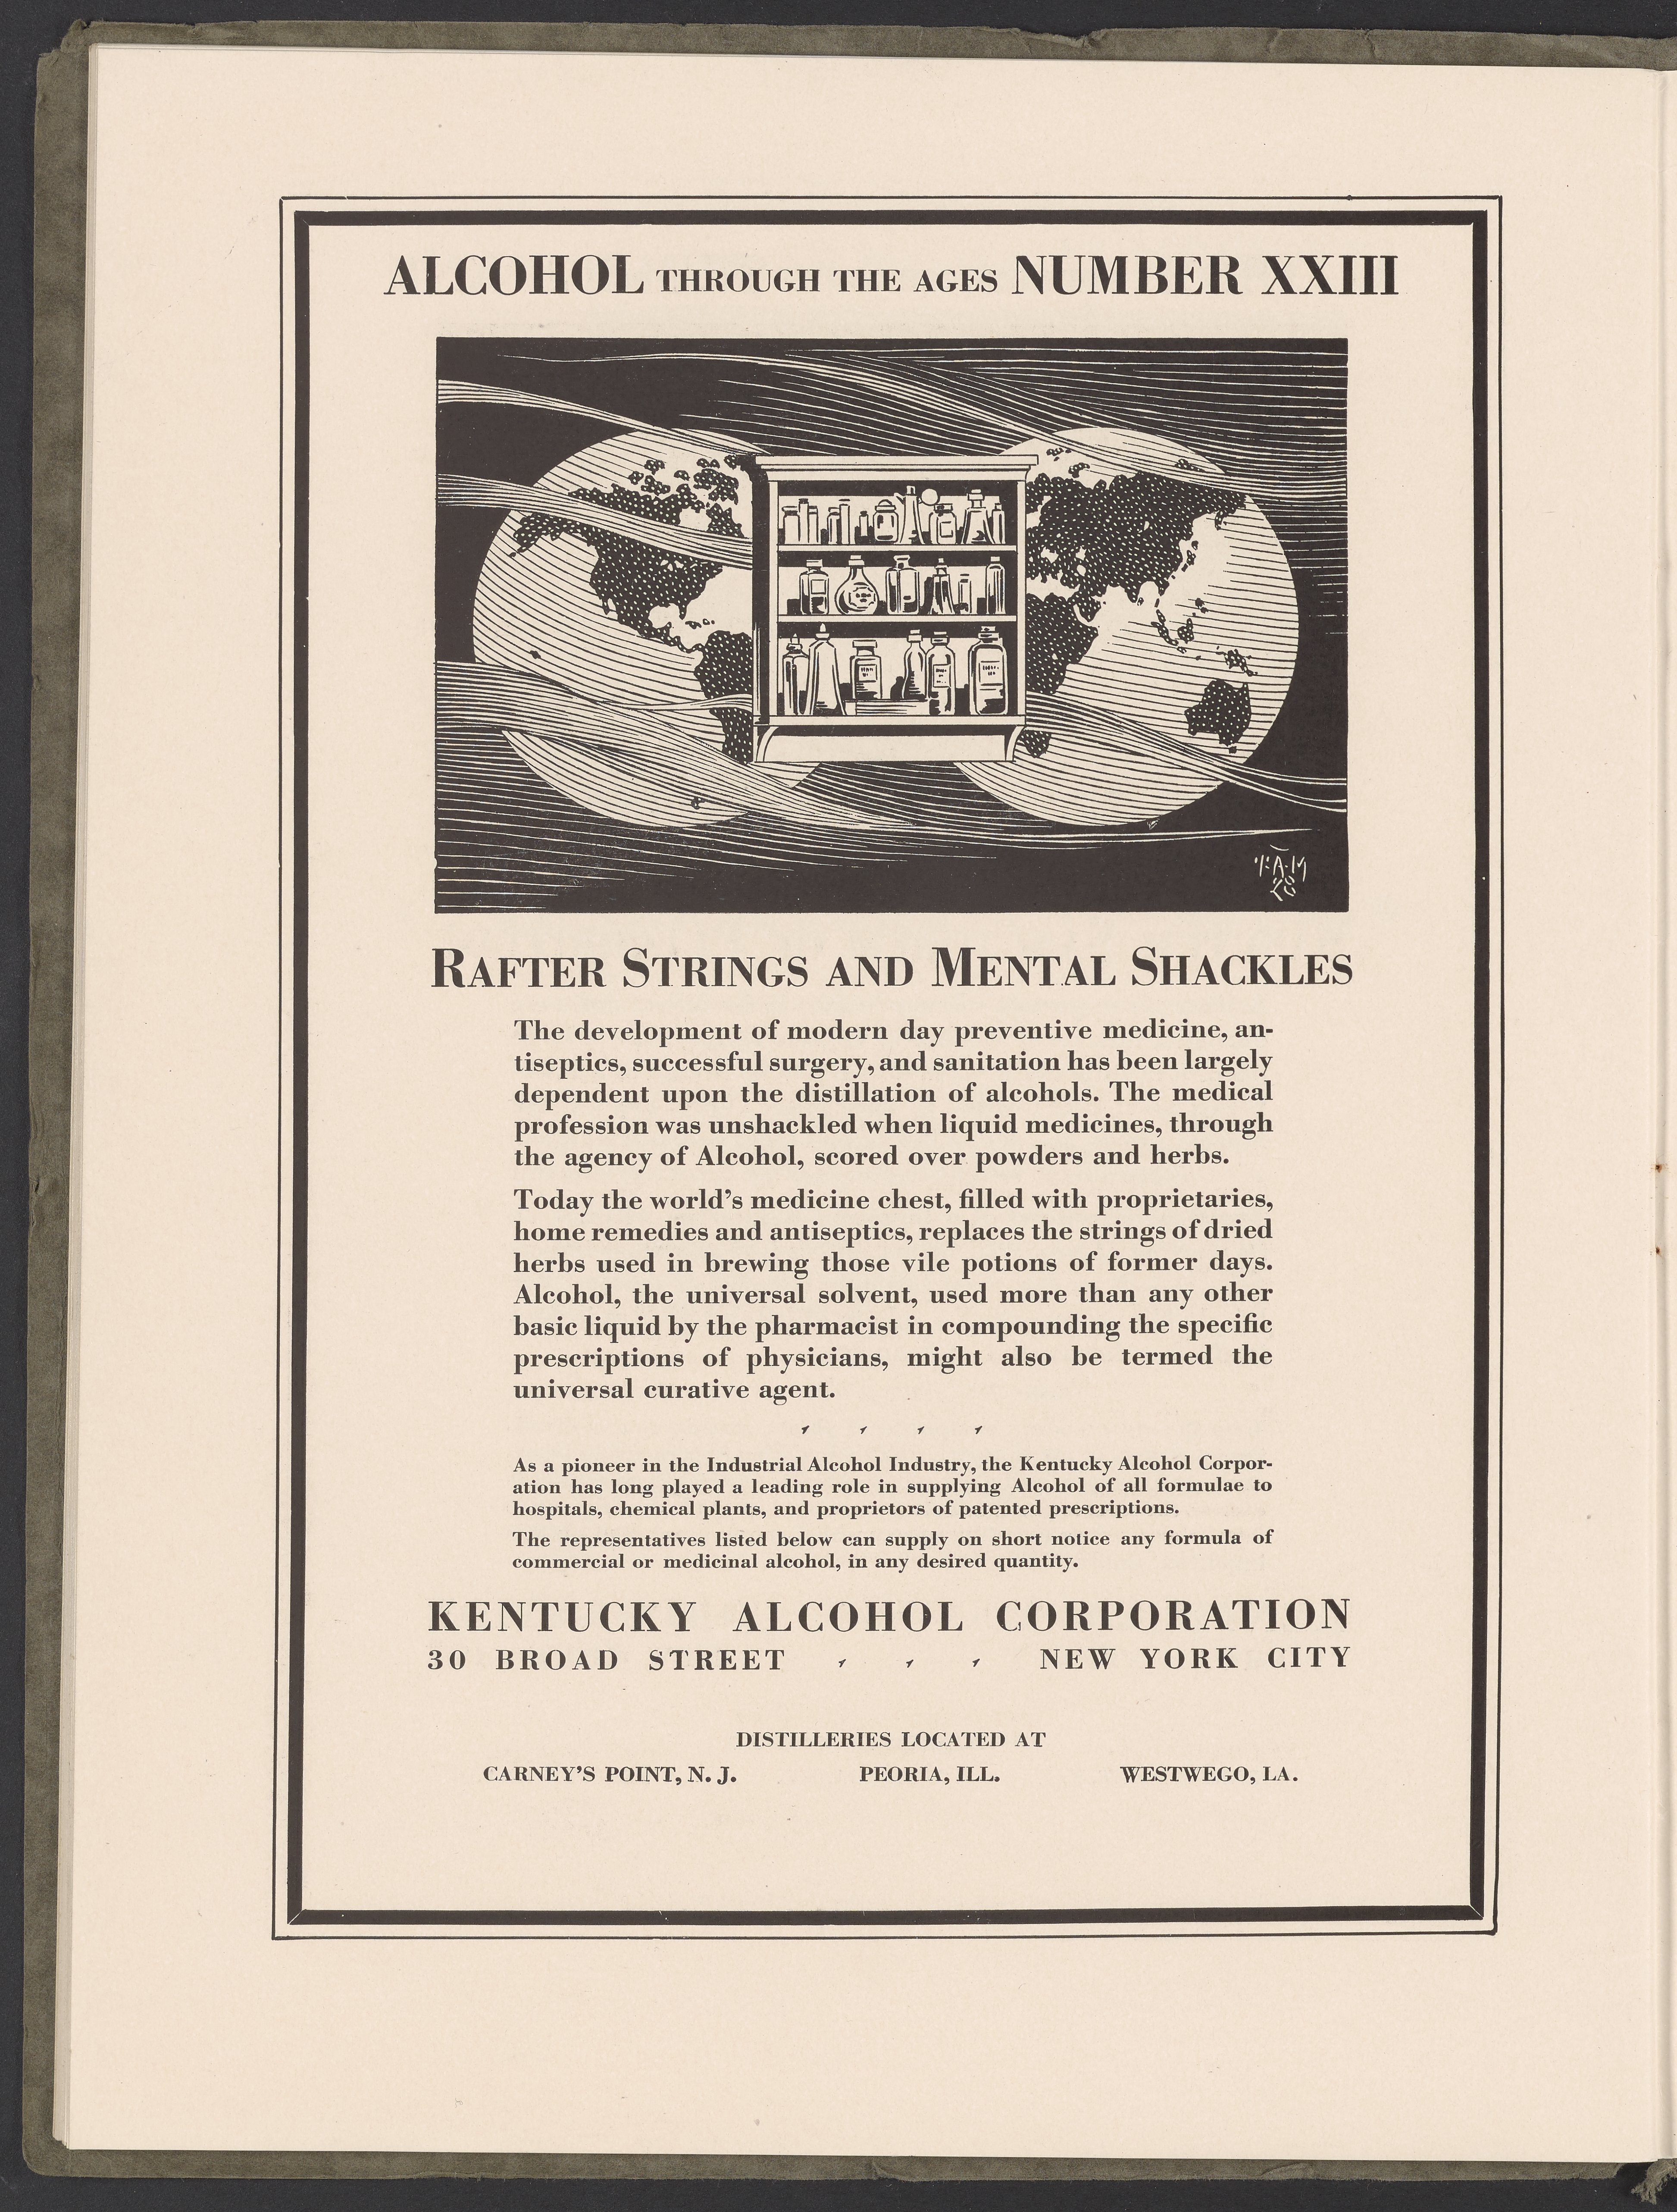 ALCOHOL THROUGH THE AGES NUMBER XXIII
T·A·M
28
RAFTER STRINGS AND MENTAL SHACKLES
The development of modern day preventive medicine, an-
tiseptics, successful surgery, and sanitation has been largely
dependent upon the distillation of alcohols. The medical
profession was unshackled when liquid medicines, through
the agency of Alcohol, scored over powders and herbs.
Today the world's medicine chest, filled with proprietaries,
home remedies and antiseptics, replaces the strings of dried
herbs used in brewing those vile potions of former days.
Alcohol, the universal solvent, used more than any other
basic liquid by the pharmacist in compounding the specific
prescriptions of physicians, might also be termed the
universal curative agent.
As a pioneer in the Industrial Alcohol Industry, the Kentucky Alcohol Corpor-
ation has long played a leading role in supplying Alcohol of all formulae to
hospitals, chemical plants, and proprietors of patented prescriptions.
The representatives listed below can supply on short notice any formula of
commercial or medicinal alcohol, in any desired quantity.
KENTUCKY ALCOHOL CORPORATION
30 BROAD STREET NEW YORK CITY
DISTILLERIES LOCATED AT
CARNEY'S POINT, N. J. PEORIA, ILL. WESTWEGO, LA.